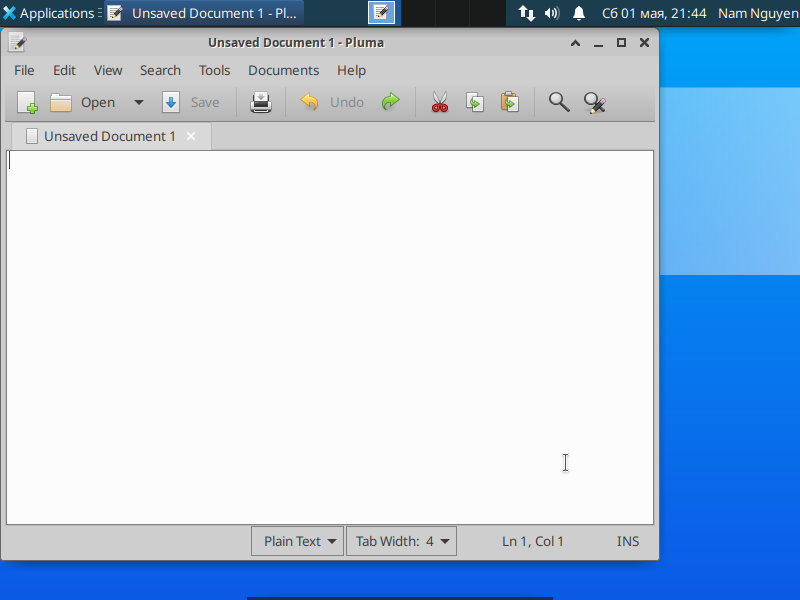 Applications
Unsaved Document 1 - Pl...
Сб 01 мая, 21:44
Nam Nguyen
Unsaved Document 1 - Pluma
File Edit View Search Tools Documents Help
Open Save Undo
Unsaved Document 1
Plain Text Tab Width: 4 Ln 1, Col 1 INS